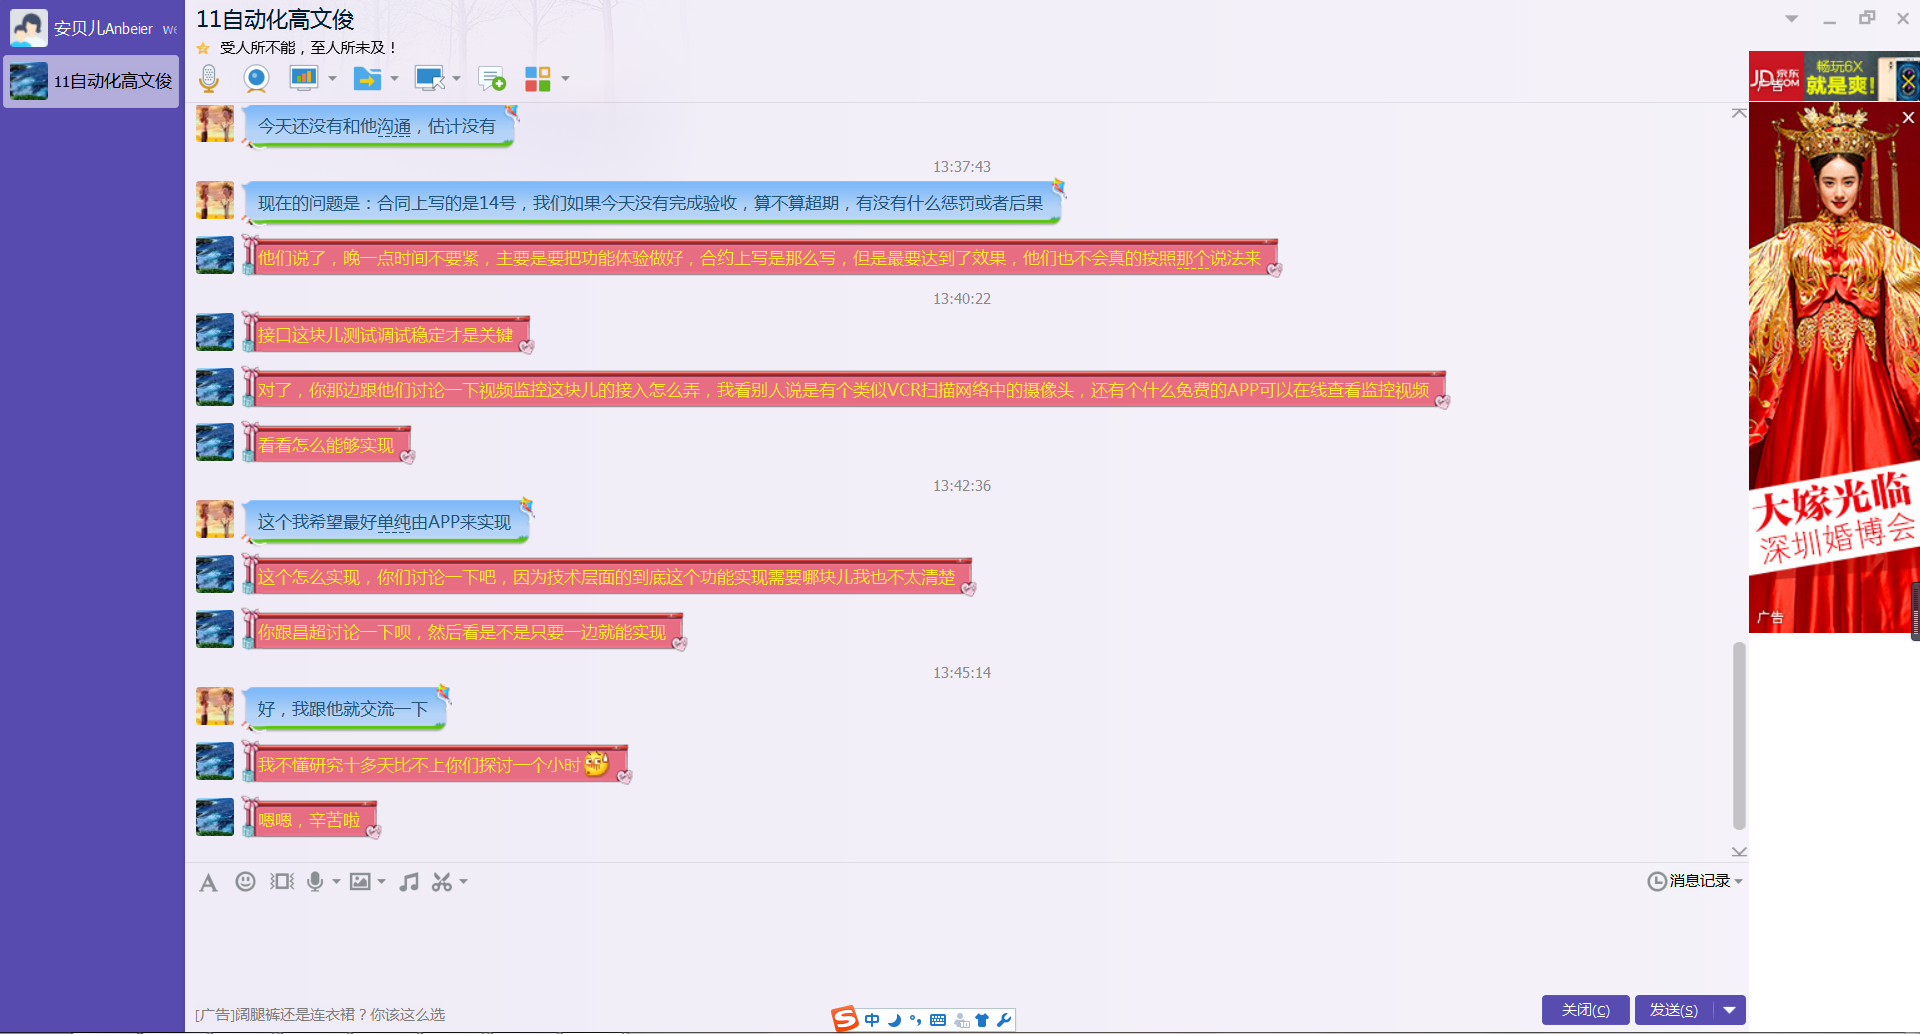 安贝儿Anbeier
11自动化高文俊
11自动化高文俊
受人所不能，至人所未及！
今天还没有和他沟通，估计没有
13:37:43
现在的问题是：合同上写的是14号，我们如果今天没有完成验收，算不算超期，有没有什么惩罚或者后果
他们说了，晚一点时间不要紧，主要是要把功能体验做好，合约上写是那么写，但是最要达到了效果，他们也不会真的按照那个说法来
13:40:22
接口这块儿测试调试稳定才是关键
对了，你那边跟他们讨论一下视频监控这块儿的接入怎么弄，我看别人说是有个类似VCR扫描网络中的摄像头，还有个什么免费的APP可以在线查看监控视频
看看怎么能够实现
13:42:36
这个我希望最好单纯由APP来实现
这个怎么实现，你们讨论一下吧，因为技术层面的到底这个功能实现需要哪块儿我也不太清楚
你跟昌超讨论一下呗，然后看是不是只要一边就能实现
13:45:14
好，我跟他就交流一下
我不懂研究十多天比不上你们探讨一个小时
嗯嗯，辛苦啦
消息记录
[广告]阔腿裤还是连衣裙？你该这么选
关闭(C)
发送(S)
中
JD 京东
.COM
广告
畅玩6X
就是爽！
大嫁光临
深圳婚博会
广告